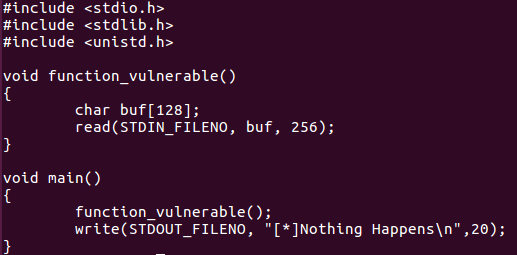 #include <stdio.h>
#include <stdlib.h>
#include <unistd.h>
void function_vulnerable()
{
char buf[128];
read(STDIN_FILENO, buf, 256);
}
void main()
{
function_vulnerable();
write(STDOUT_FILENO, "[*]Nothing Happens\n",20);
}